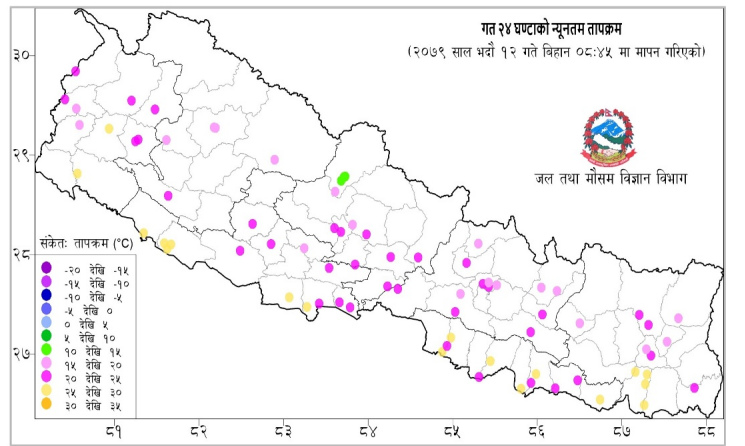 गत २४ घण्टाको न्यूनतम तापक्रम
(२०७९ साल भदौ १२ गते बिहान ०८:४५ मा मापन गरिएको)
जल तथा मौसम विज्ञान विभाग
३०
२९
२८
२७
संकेतः तापक्रम (°C)
-२० देखि -१५
-१५ देखि -१०
-१० देखि -५
-५ देखि ०
० देखि ५
५ देखि १०
१० देखि १५
१५ देखि २०
२० देखि २५
२५ देखि ३०
३० देखि ३५
८१ ८२ ८३ ८४ ८५ ८६ ८७ ८८